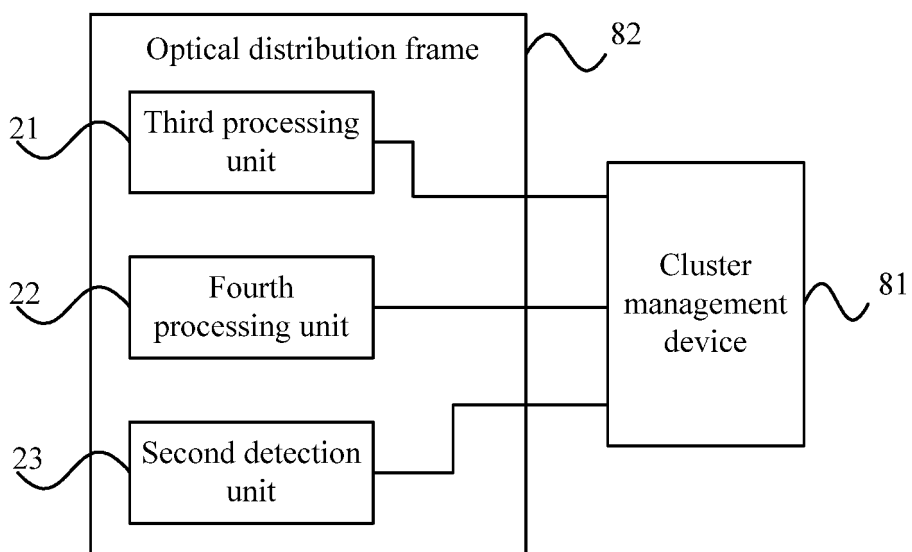 Optical distribution frame
82
21
Third processing
unit
22
Fourth
processing unit
Cluster
management
device
81
23
Second detection
unit